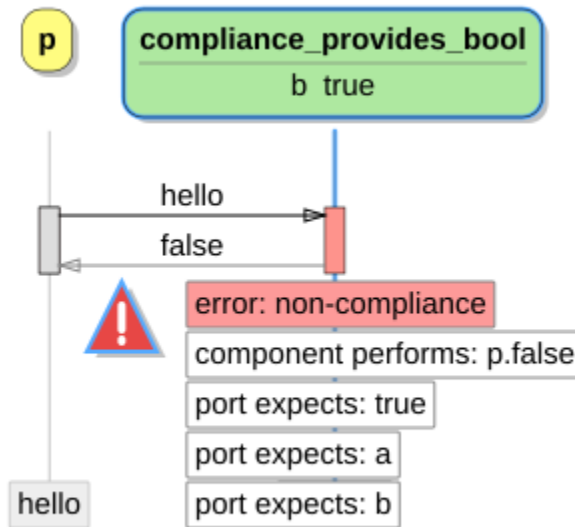 p
compliance_provides_bool
b true
hello
false
error: non-compliance
component performs: p.false
port expects: true
port expects: a
hello
port expects: b